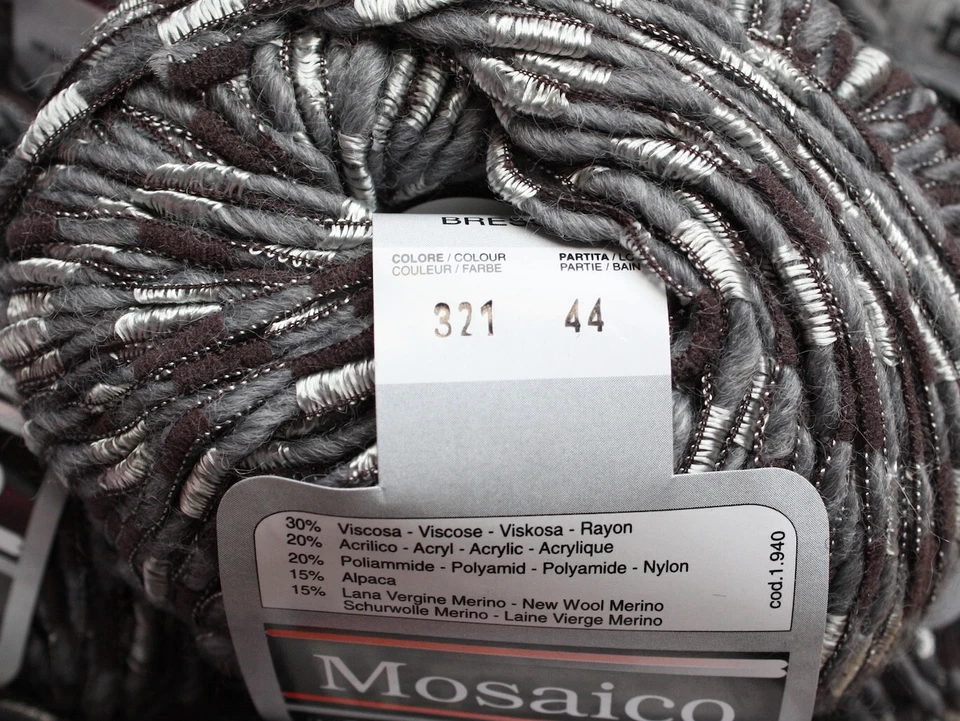 COLORE / COLOUR
COULEUR / FARBE
PARTITA /
PARTIE / BAIN
321
44
30% Viscosa - Viscose - Viskosa - Rayon
20% Acrilico - Acryl - Acrylic - Acrylique
20% Poliammide - Polyamid - Polyamide - Nylon
15% Alpaca
15% Lana Vergine Merino - New Wool Merino
Schurwolle Merino - Laine Vierge Merino
cod.1.940
Mosaico